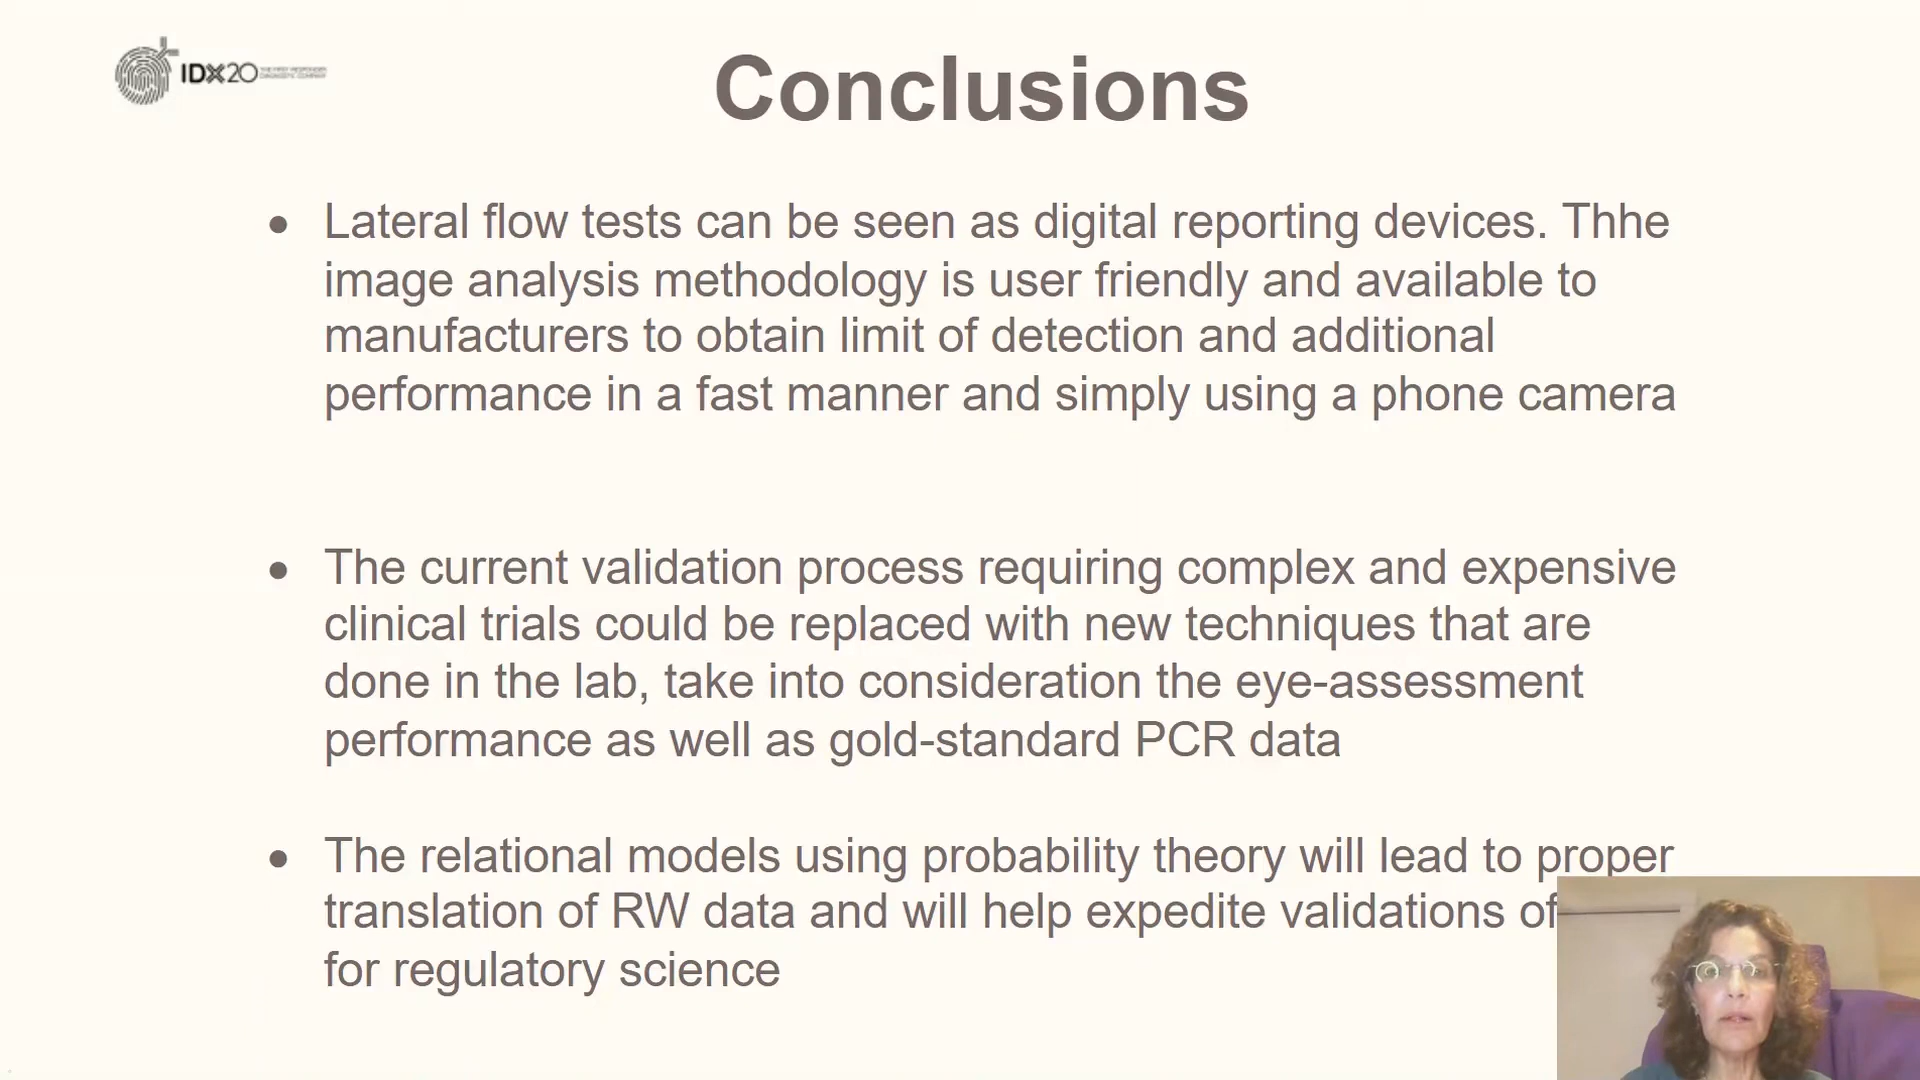 IDX20 THE FIRST RESPONDER
DIAGNOSTIC COMPANY
Conclusions
• Lateral flow tests can be seen as digital reporting devices. Thhe
image analysis methodology is user friendly and available to
manufacturers to obtain limit of detection and additional
performance in a fast manner and simply using a phone camera
• The current validation process requiring complex and expensive
clinical trials could be replaced with new techniques that are
done in the lab, take into consideration the eye-assessment
performance as well as gold-standard PCR data
• The relational models using probability theory will lead to proper
translation of RW data and will help expedite validations of
for regulatory science